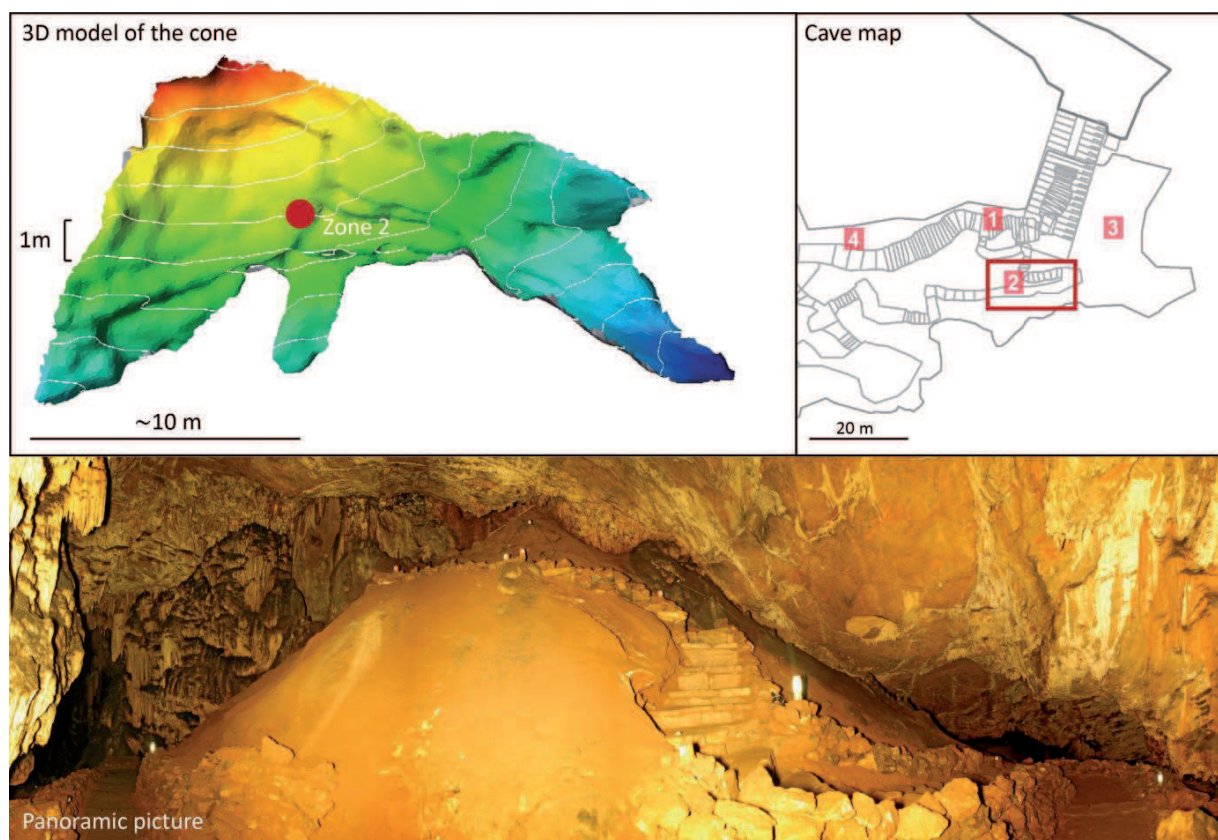 3D model of the cone
Zone 2
1m
~10 m
Cave map
1
3
4
2
20 m
Panoramic picture